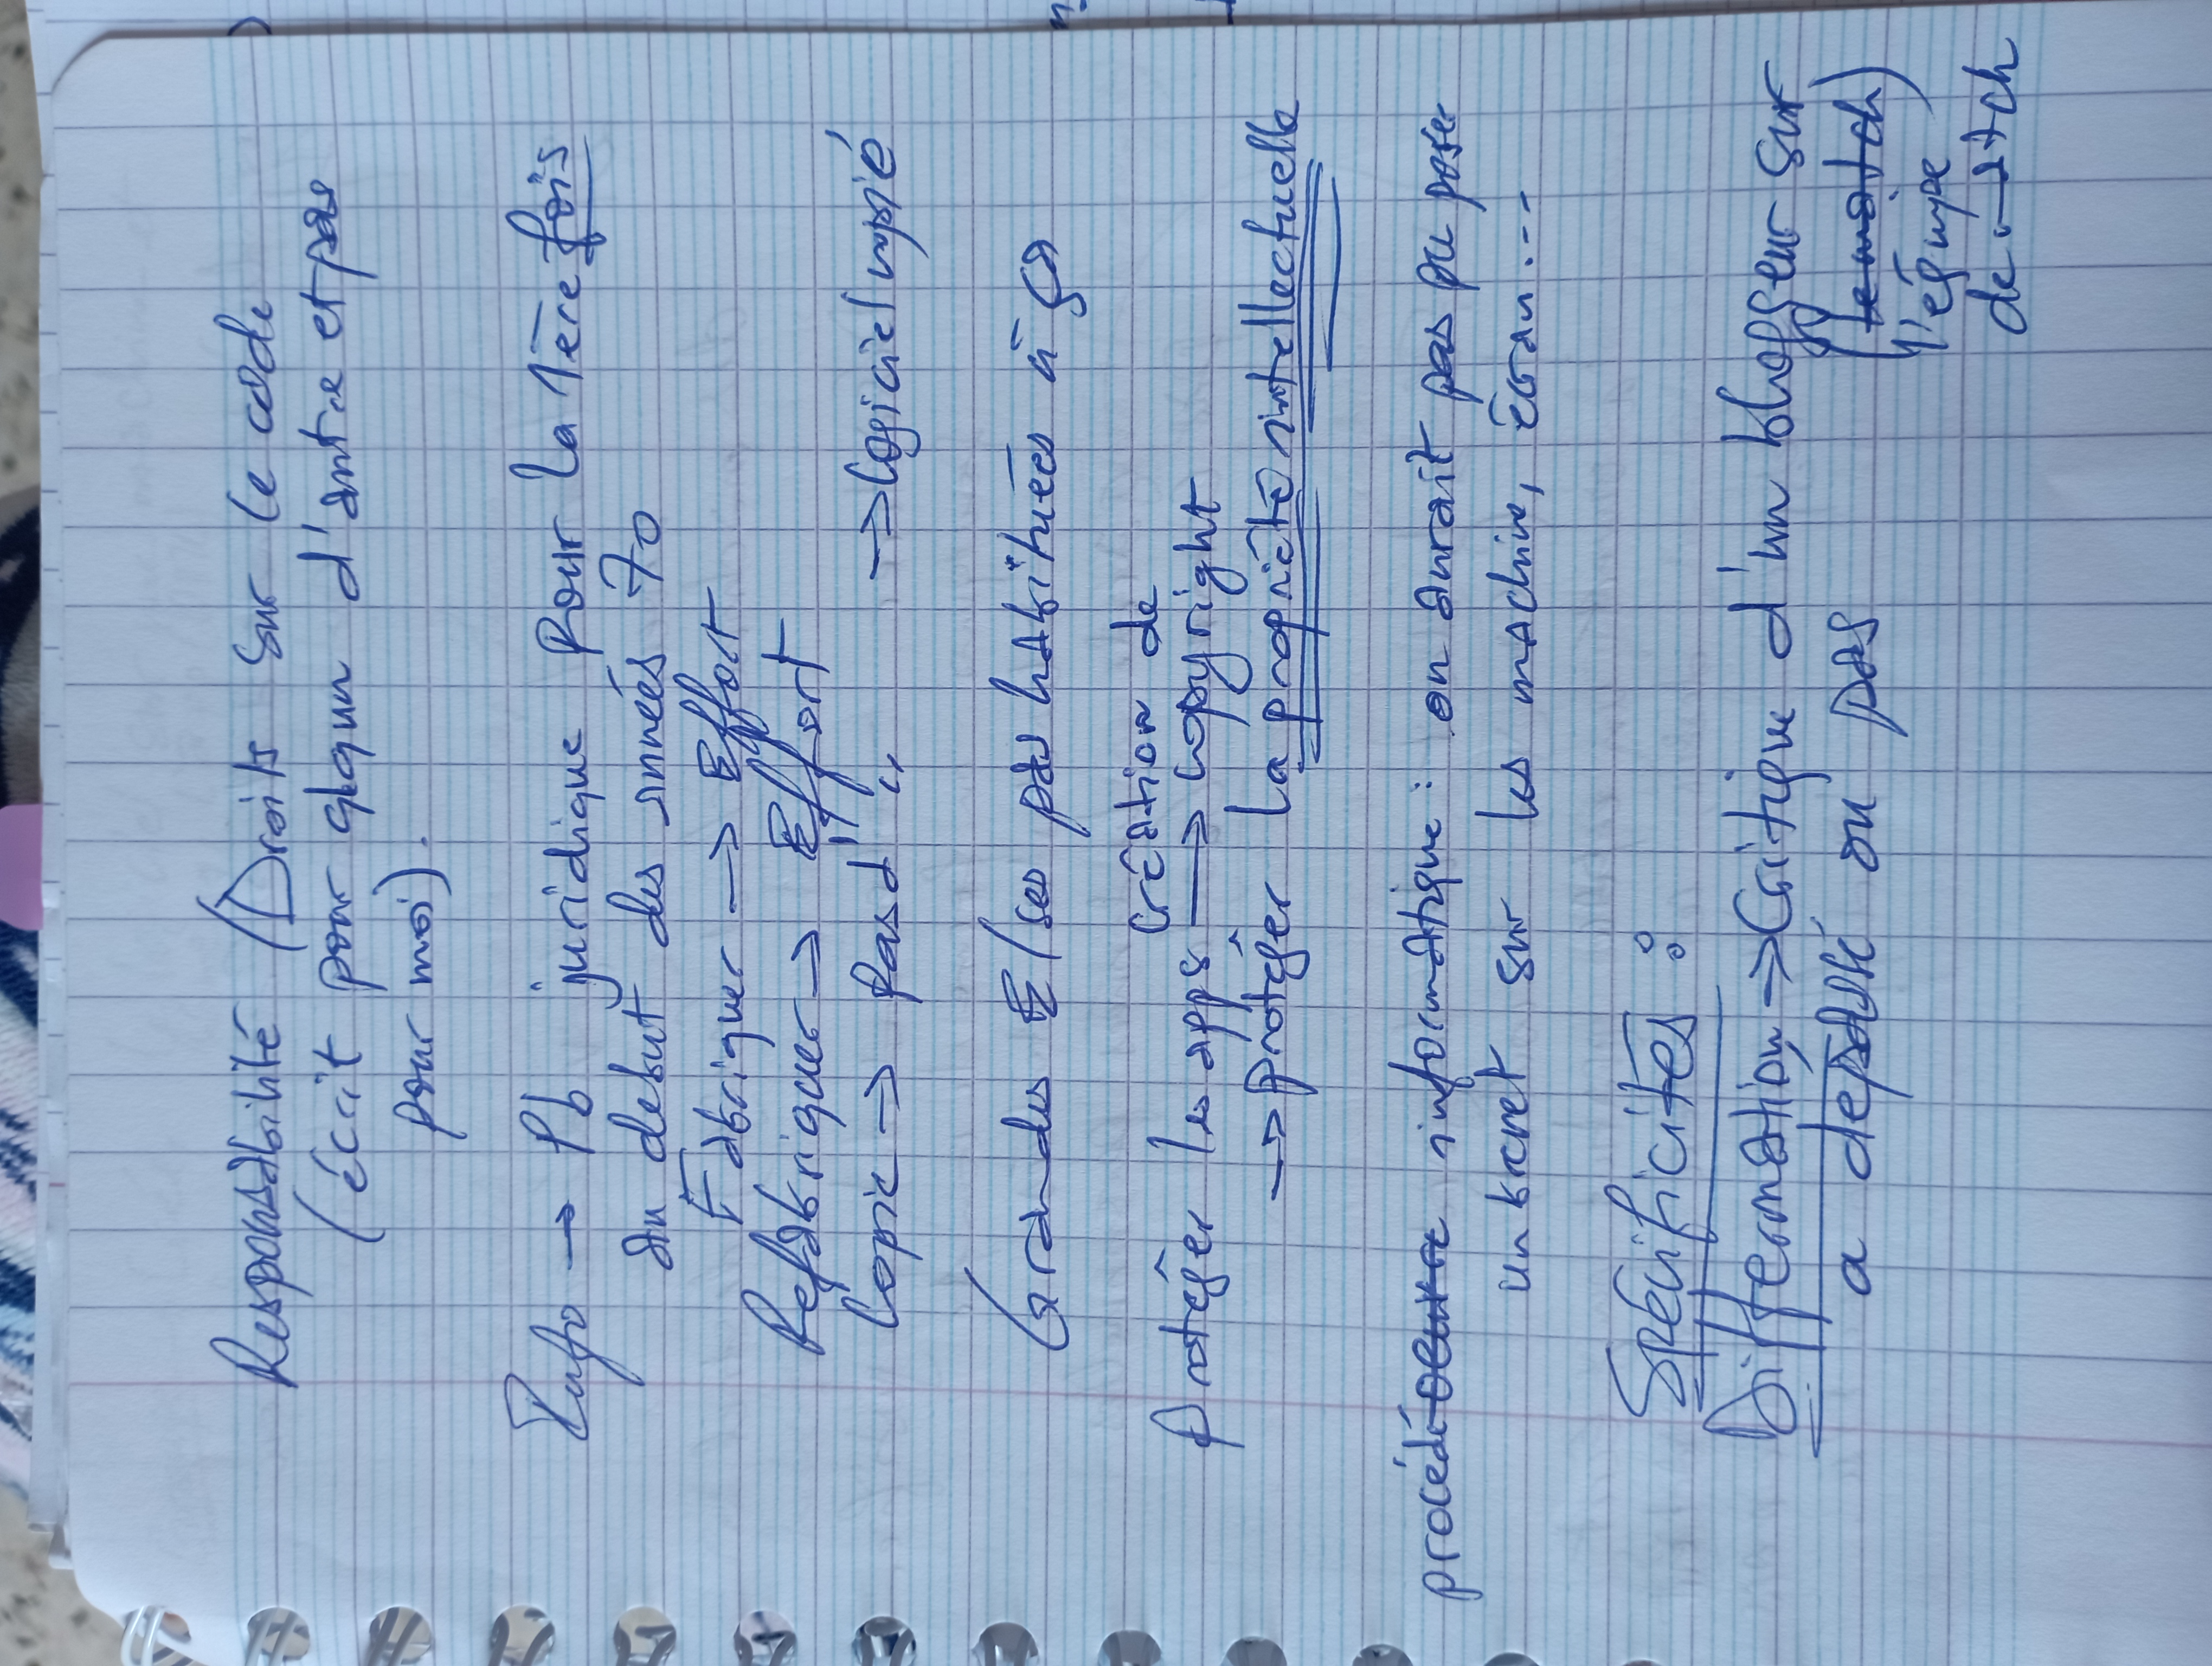 Responsabilité / Droits sur le code
(écrit pour qlqun d'autre et pas
pour moi).
Info → Pb juridique pour la 1ère fois
au debut des années 70
Fabriquer → Effort
Refabriquer → Effort
Copie → Pas d' " → logiciel copié
Grandes E/ses pas habituées à ça
création de
Protéger les apps → copyright
→ protéger la propriété intellectuelle
procédé oeuvre informatique : on aurait pas pu poser
un brevet sur les machine, écran ...
Spécificités :
Differmation → Critique d'un bloggeur sur
a dépassé ou pas (le match)
l'équipe
de match